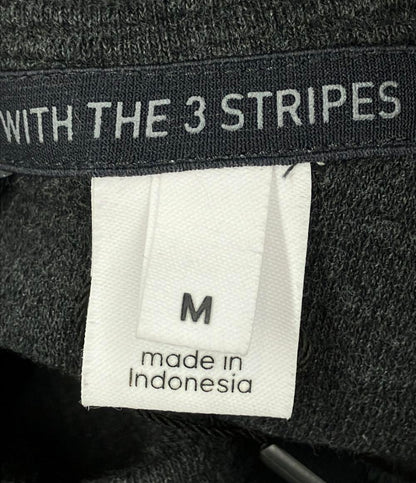 WITH THE 3 STRIPES
M
made in
Indonesia